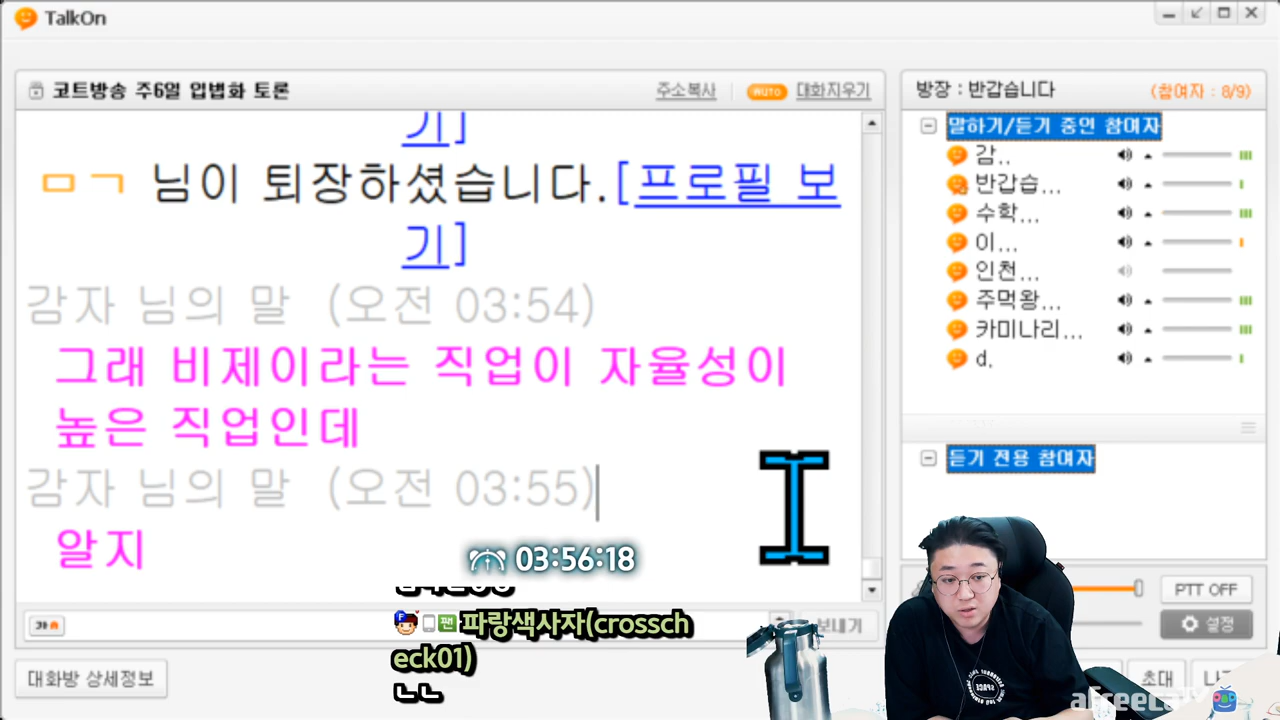 TalkOn
코트방송 주6일 입법화 토론
주소복사
AUTO
대화지우기
기]
ㅁㄱ 님이 퇴장하셨습니다.[프로필 보
기]
감자 님의 말 (오전 03:54)
그래 비제이라는 직업이 자율성이
높은 직업인데
감자 님의 말 (오전 03:55)
알지
03:56:18
팬 파랑색사자(crossch
eck01)
ㄴㄴ
가
보내기
대화방 상세정보
방장 : 반갑습니다
(참여자 : 8/9)
말하기/듣기 중인 참여자
감..
반갑습...
수학...
이...
인천...
주먹왕...
카미나리...
d.
듣기 전용 참여자
PTT OFF
설정
초대
SPACE
afreecaTV